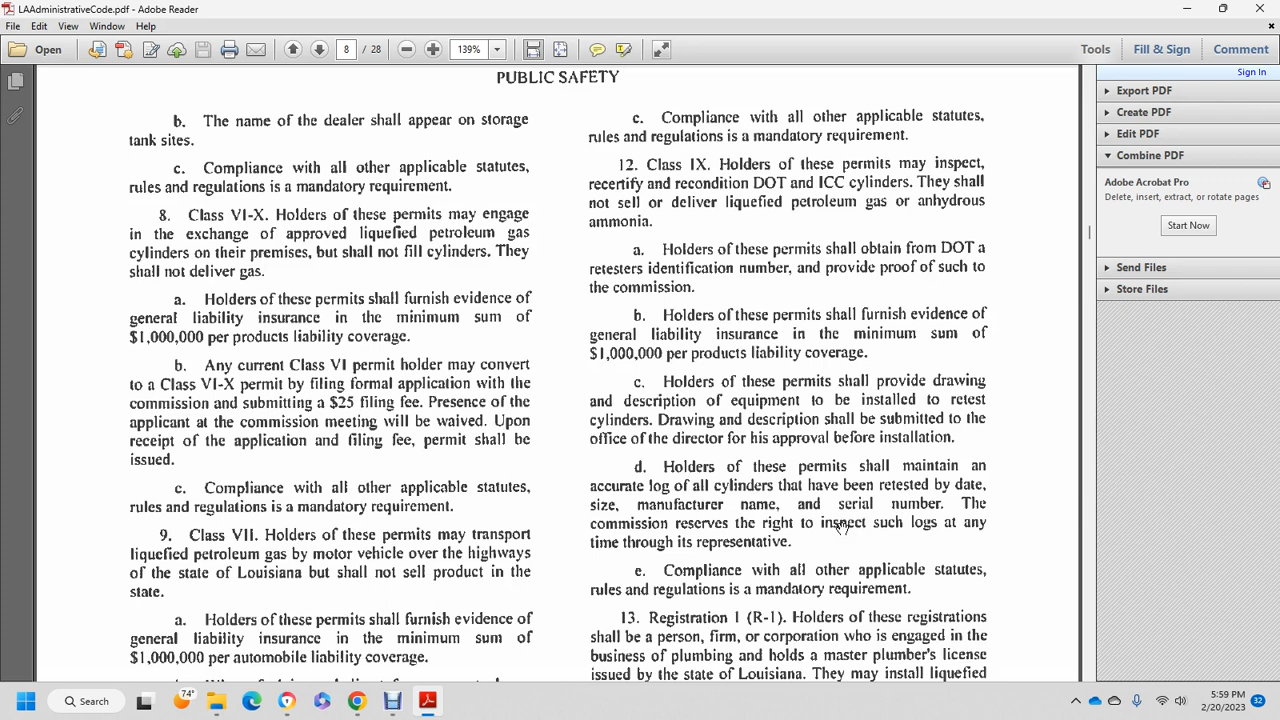 LAAdministrativeCode.pdf - Adobe Reader
File Edit View Window Help
Open 8 / 28 139% Tools Fill & Sign Comment
Sign In
Export PDF
Create PDF
Edit PDF
Combine PDF
Adobe Acrobat Pro
Delete, insert, extract, or rotate pages
Start Now
Send Files
Store Files
PUBLIC SAFETY
b. The name of the dealer shall appear on storage
tank sites.
c. Compliance with all other applicable statutes,
rules and regulations is a mandatory requirement.
8. Class VI-X. Holders of these permits may engage
in the exchange of approved liquefied petroleum gas
cylinders on their premises, but shall not fill cylinders. They
shall not deliver gas.
a. Holders of these permits shall furnish evidence of
general liability insurance in the minimum sum of
$1,000,000 per products liability coverage.
b. Any current Class VI permit holder may convert
to a Class VI-X permit by filing formal application with the
commission and submitting a $25 filing fee. Presence of the
applicant at the commission meeting will be waived. Upon
receipt of the application and filing fee, permit shall be
issued.
c. Compliance with all other applicable statutes,
rules and regulations is a mandatory requirement.
9. Class VII. Holders of these permits may transport
liquefied petroleum gas by motor vehicle over the highways
of the state of Louisiana but shall not sell product in the
state.
a. Holders of these permits shall furnish evidence of
general liability insurance in the minimum sum of
$1,000,000 per automobile liability coverage.
c. Compliance with all other applicable statutes,
rules and regulations is a mandatory requirement.
12. Class IX. Holders of these permits may inspect,
recertify and recondition DOT and ICC cylinders. They shall
not sell or deliver liquefied petroleum gas or anhydrous
ammonia.
a. Holders of these permits shall obtain from DOT a
retesters identification number, and provide proof of such to
the commission.
b. Holders of these permits shall furnish evidence of
general liability insurance in the minimum sum of
$1,000,000 per products liability coverage.
c. Holders of these permits shall provide drawing
and description of equipment to be installed to retest
cylinders. Drawing and description shall be submitted to the
office of the director for his approval before installation.
d. Holders of these permits shall maintain an
accurate log of all cylinders that have been retested by date,
size, manufacturer name, and serial number. The
commission reserves the right to inspect such logs at any
time through its representative.
e. Compliance with all other applicable statutes,
rules and regulations is a mandatory requirement.
13. Registration 1 (R-1). Holders of these registrations
shall be a person, firm, or corporation who is engaged in the
business of plumbing and holds a master plumber's license
issued by the state of Louisiana. They may install liquefied
Search 74° 5:59 PM
2/20/2023 32